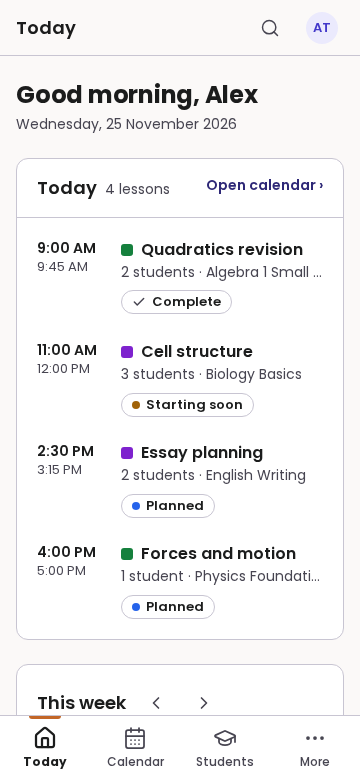 Today
AT
Good morning, Alex
Wednesday, 25 November 2026
Today 4 lessons Open calendar ›
9:00 AM Quadratics revision
9:45 AM 2 students · Algebra 1 Small ...
Complete
11:00 AM Cell structure
12:00 PM 3 students · Biology Basics
Starting soon
2:30 PM Essay planning
3:15 PM 2 students · English Writing
Planned
4:00 PM Forces and motion
5:00 PM 1 student · Physics Foundati...
Planned
This week
Today Calendar Students More